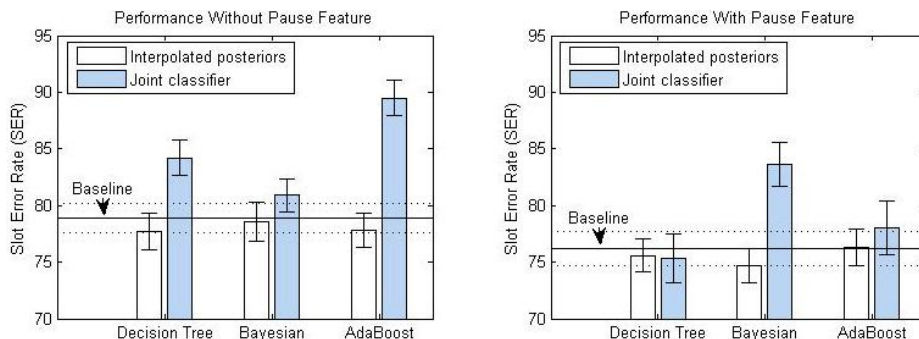 Performance Without Pause Feature
95
90
85
80
75
70
Slot Error Rate (SER)
Interpolated posteriors
Joint classifier
Baseline
Decision Tree Bayesian AdaBoost
Performance With Pause Feature
95
90
85
80
75
70
Slot Error Rate (SER)
Interpolated posteriors
Joint classifier
Baseline
Decision Tree Bayesian AdaBoost